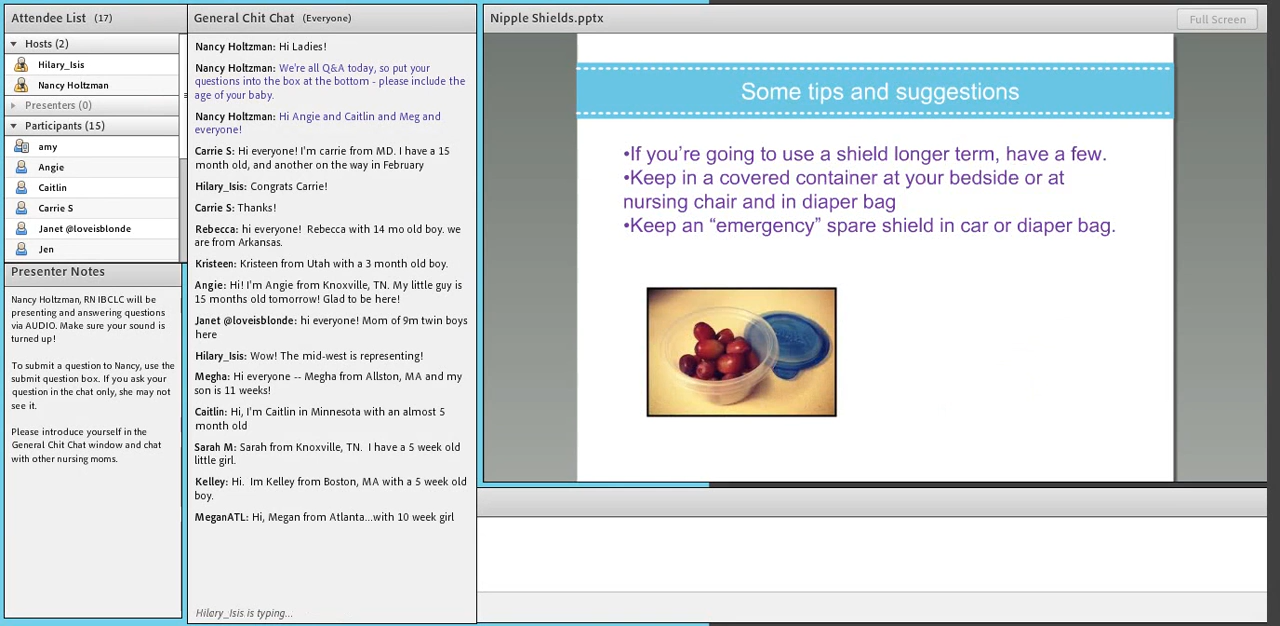 Attendee List (17)
Hosts (2)
Hilary_Isis
Nancy Holtzman
Presenters (0)
Participants (15)
amy
Angie
Caitlin
Carrie S
Janet @loveisblonde
Jen
Presenter Notes
Nancy Holtzman, RN IBCLC will be
presenting and answering questions
via AUDIO. Make sure your sound is
turned up!
To submit a question to Nancy, use the
submit question box. If you ask your
question in the chat only, she may not
see it.
Please introduce yourself in the
General Chit Chat window and chat
with other nursing moms.
General Chit Chat (Everyone)
Nancy Holtzman: Hi Ladies!
Nancy Holtzman: We're all Q&A today, so put your
questions into the box at the bottom - please include the
age of your baby.
Nancy Holtzman: Hi Angie and Caitlin and Meg and
everyone!
Carrie S: Hi everyone! I'm carrie from MD. I have a 15
month old, and another on the way in February
Hilary_Isis: Congrats Carrie!
Carrie S: Thanks!
Rebecca: hi everyone! Rebecca with 14 mo old boy. we
are from Arkansas.
Kristeen: Kristeen from Utah with a 3 month old boy.
Angie: Hi! I'm Angie from Knoxville, TN. My little guy is
15 months old tomorrow! Glad to be here!
Janet @loveisblonde: hi everyone! Mom of 9m twin boys
here
Hilary_Isis: Wow! The mid-west is representing!
Megha: Hi everyone -- Megha from Allston, MA and my
son is 11 weeks!
Caitlin: Hi, I'm Caitlin in Minnesota with an almost 5
month old
Sarah M: Sarah from Knoxville, TN. I have a 5 week old
little girl.
Kelley: Hi. Im Kelley from Boston, MA with a 5 week old
boy.
MeganATL: Hi, Megan from Atlanta...with 10 week girl
Hilary_Isis is typing...
Nipple Shields.pptx
Full Screen
Some tips and suggestions
•If you're going to use a shield longer term, have a few.
•Keep in a covered container at your bedside or at
nursing chair and in diaper bag
•Keep an “emergency” spare shield in car or diaper bag.